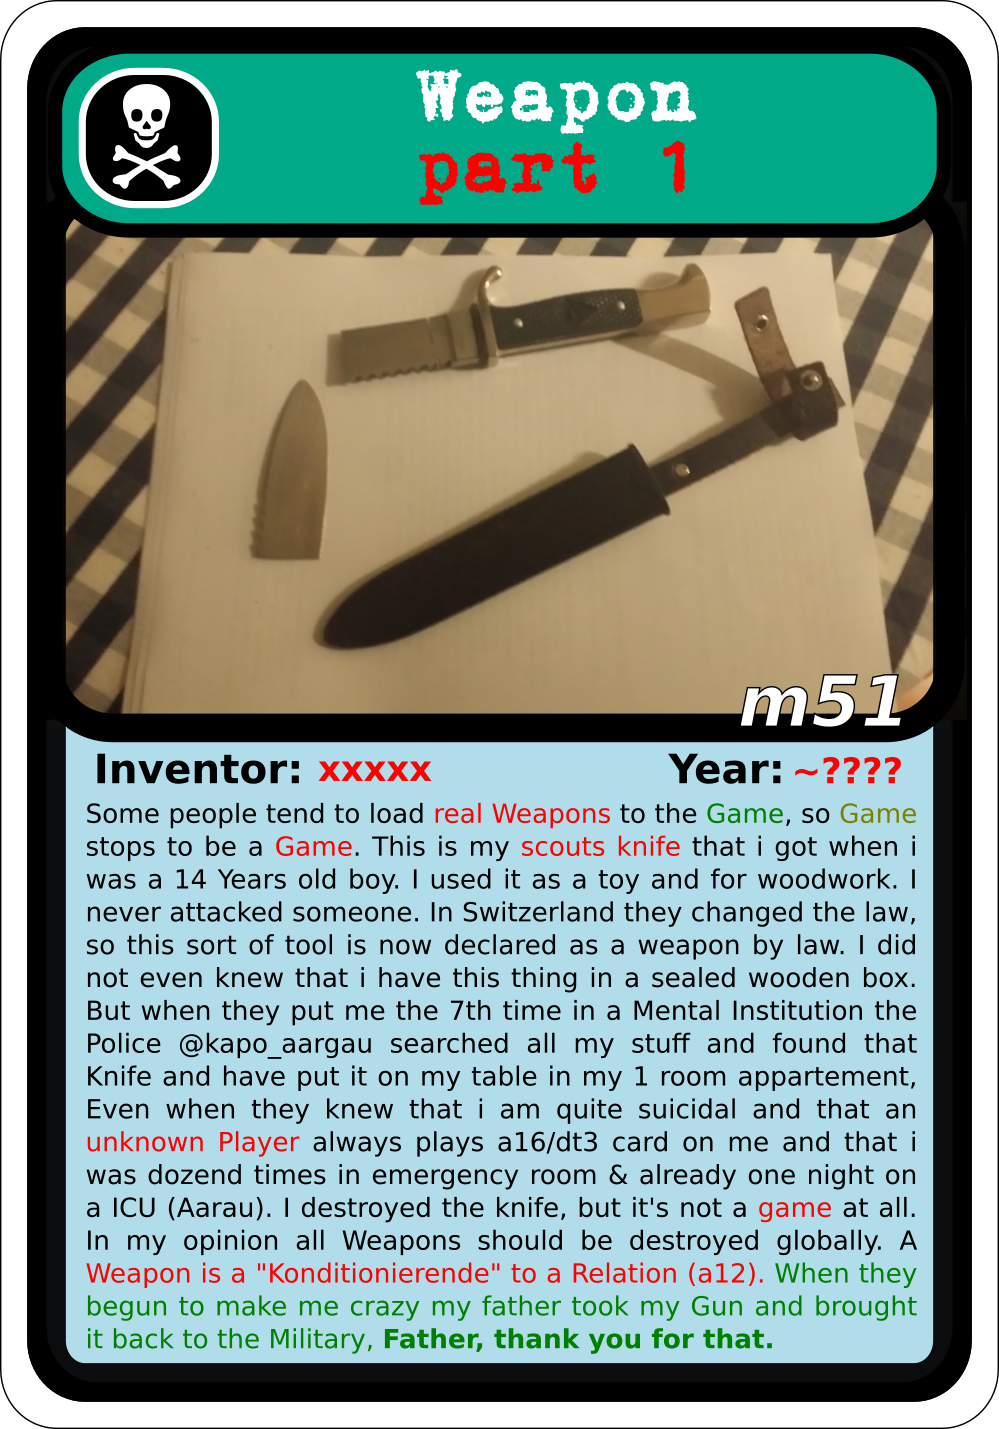 Weapon
part 1
m51
Inventor: xxxxx Year: ~????
Some people tend to load real Weapons to the Game, so Game
stops to be a Game. This is my scouts knife that i got when i
was a 14 Years old boy. I used it as a toy and for woodwork. I
never attacked someone. In Switzerland they changed the law,
so this sort of tool is now declared as a weapon by law. I did
not even knew that i have this thing in a sealed wooden box.
But when they put me the 7th time in a Mental Institution the
Police @kapo_aargau searched all my stuff and found that
Knife and have put it on my table in my 1 room appartement,
Even when they knew that i am quite suicidal and that an
unknown Player always plays a16/dt3 card on me and that i
was dozend times in emergency room & already one night on
a ICU (Aarau). I destroyed the knife, but it's not a game at all.
In my opinion all Weapons should be destroyed globally. A
Weapon is a "Konditionierende" to a Relation (a12). When they
begun to make me crazy my father took my Gun and brought
it back to the Military, Father, thank you for that.